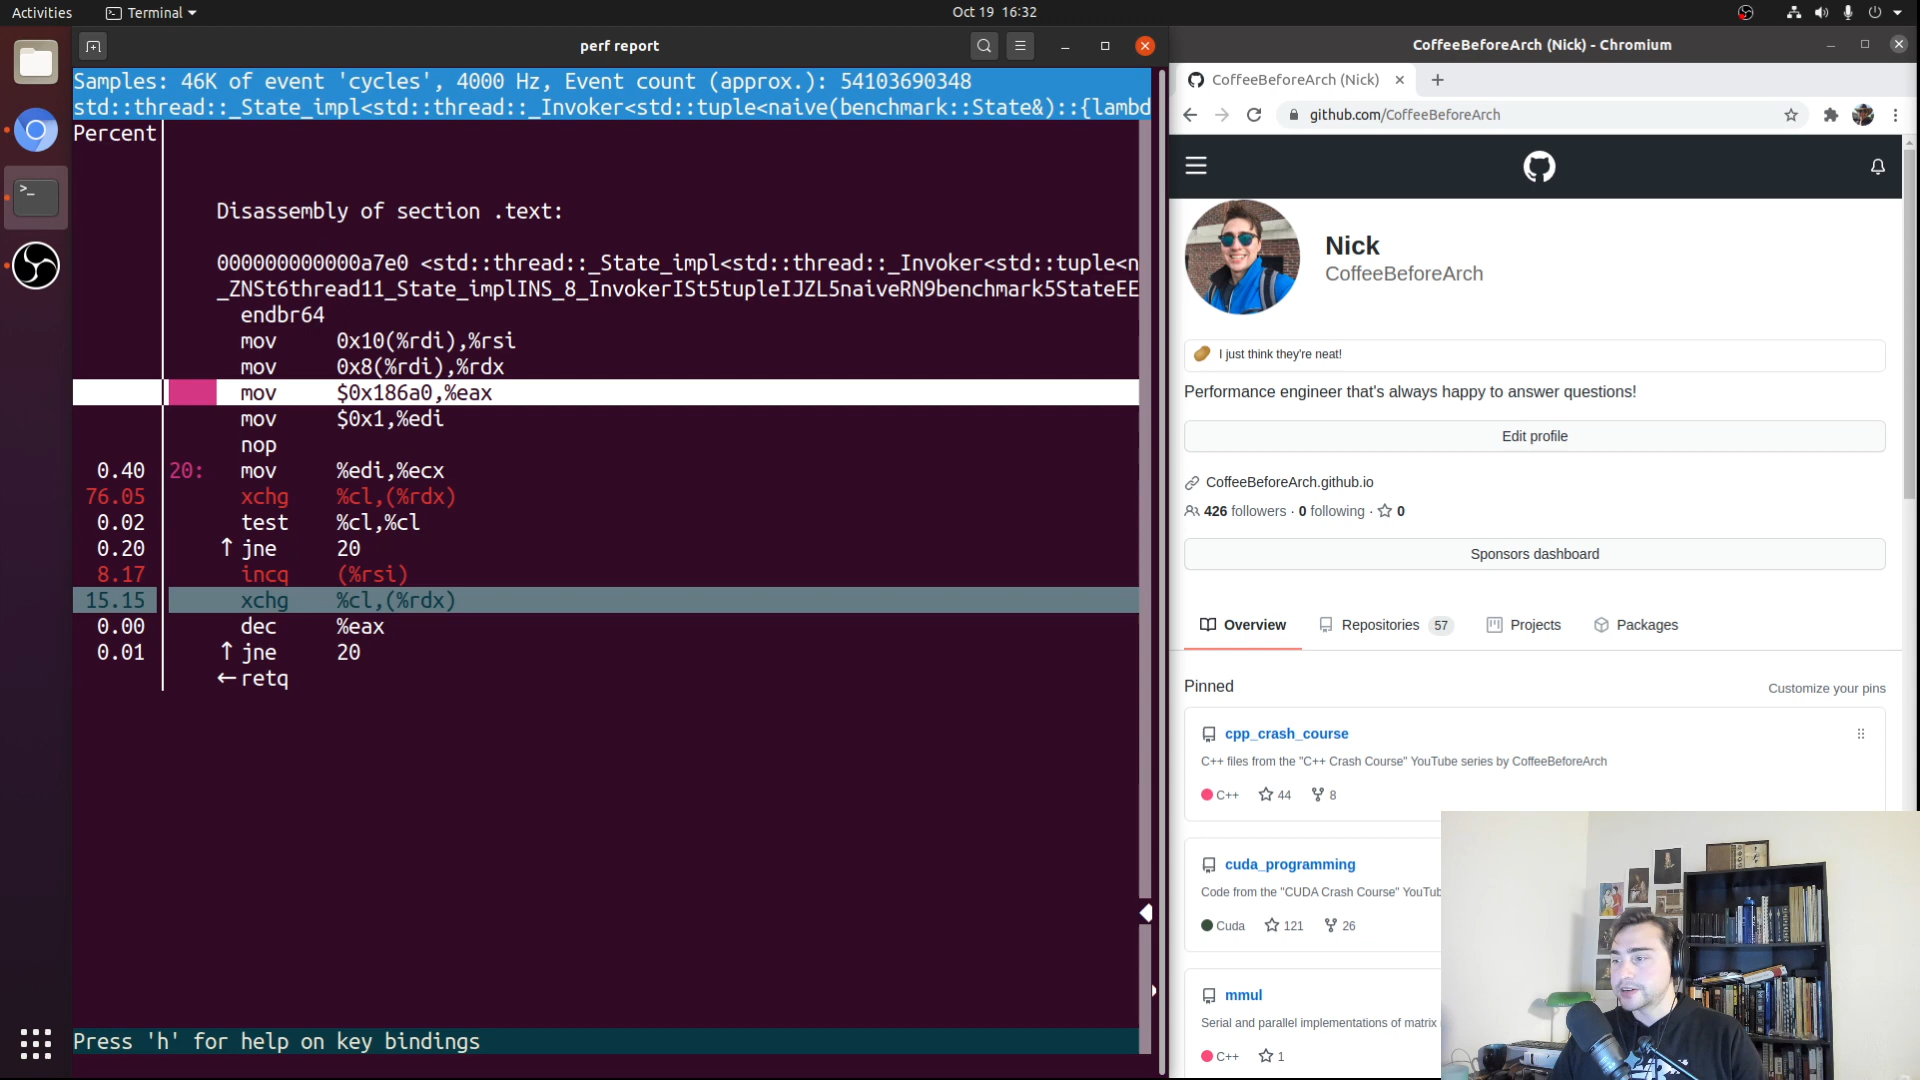 Activities
Terminal
Oct 19 16:32
perf report
Samples: 46K of event 'cycles', 4000 Hz, Event count (approx.): 54103690348
std::thread::_State_impl<std::thread::_Invoker<std::tuple<naive(benchmark::State&)::{lambd
Percent
Disassembly of section .text:
000000000000a7e0 <std::thread::_State_impl<std::thread::_Invoker<std::tuple<n
_ZNSt6thread11_State_implINS_8_InvokerISt5tupleIJZL5naiveRN9benchmark5StateEE
endbr64
mov 0x10(%rdi),%rsi
mov 0x8(%rdi),%rdx
mov $0x186a0,%eax
mov $0x1,%edi
nop
0.40 20: mov %edi,%ecx
76.05 xchg %cl,(%rdx)
0.02 test %cl,%cl
0.20 ↑ jne 20
8.17 incq (%rsi)
15.15 xchg %cl,(%rdx)
0.00 dec %eax
0.01 ↑ jne 20
← retq
Press 'h' for help on key bindings
CoffeeBeforeArch (Nick) - Chromium
CoffeeBeforeArch (Nick)
github.com/CoffeeBeforeArch
Nick
CoffeeBeforeArch
I just think they're neat!
Performance engineer that's always happy to answer questions!
Edit profile
CoffeeBeforeArch.github.io
426 followers · 0 following · 0
Sponsors dashboard
Overview Repositories 57 Projects Packages
Pinned Customize your pins
cpp_crash_course
C++ files from the "C++ Crash Course" YouTube series by CoffeeBeforeArch
C++ 44 8
cuda_programming
Code from the "CUDA Crash Course" YouTub
Cuda 121 26
mmul
Serial and parallel implementations of matrix
C++ 1